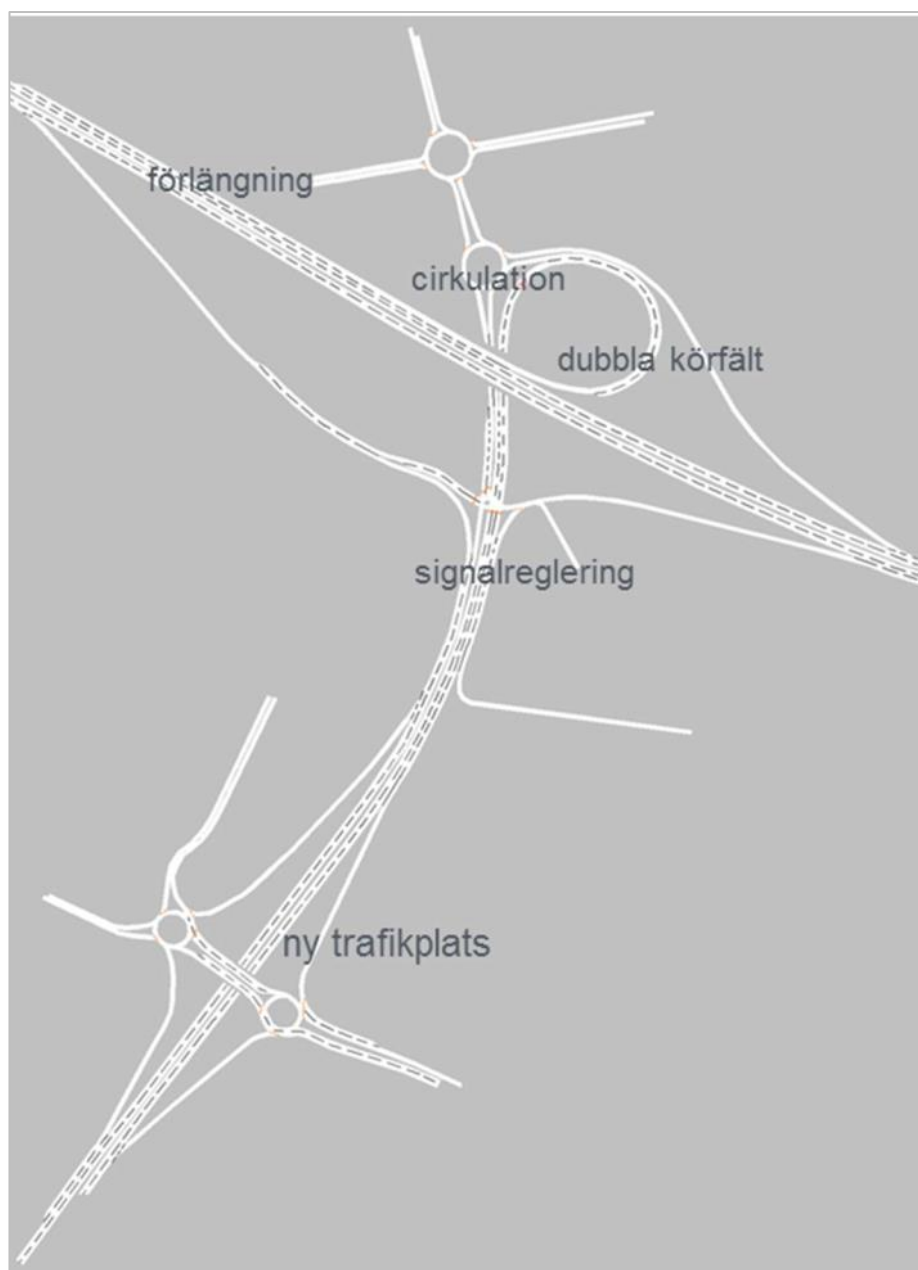 förlängning
cirkulation
dubbla körfält
signalreglering
ny trafikplats